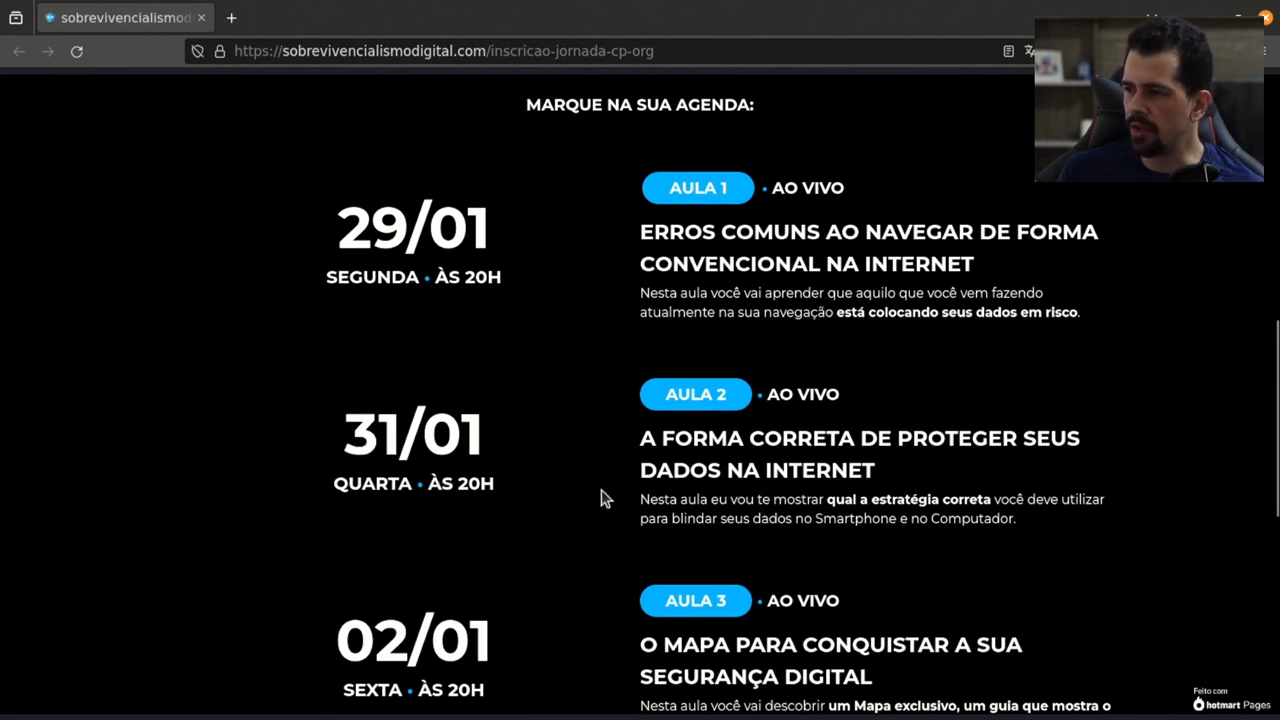 sobrevivencialismod
https://sobrevivencialismodigital.com/inscricao-jornada-cp-org
MARQUE NA SUA AGENDA:
29/01
SEGUNDA • ÀS 20H
AULA 1 • AO VIVO
ERROS COMUNS AO NAVEGAR DE FORMA
CONVENCIONAL NA INTERNET
Nesta aula você vai aprender que aquilo que você vem fazendo
atualmente na sua navegação está colocando seus dados em risco.
31/01
QUARTA • ÀS 20H
AULA 2 • AO VIVO
A FORMA CORRETA DE PROTEGER SEUS
DADOS NA INTERNET
Nesta aula eu vou te mostrar qual a estratégia correta você deve utilizar
para blindar seus dados no Smartphone e no Computador.
02/01
SEXTA • ÀS 20H
AULA 3 • AO VIVO
O MAPA PARA CONQUISTAR A SUA
SEGURANÇA DIGITAL
Nesta aula você vai descobrir um Mapa exclusivo, um guia que mostra o
Feito com
hotmart Pages